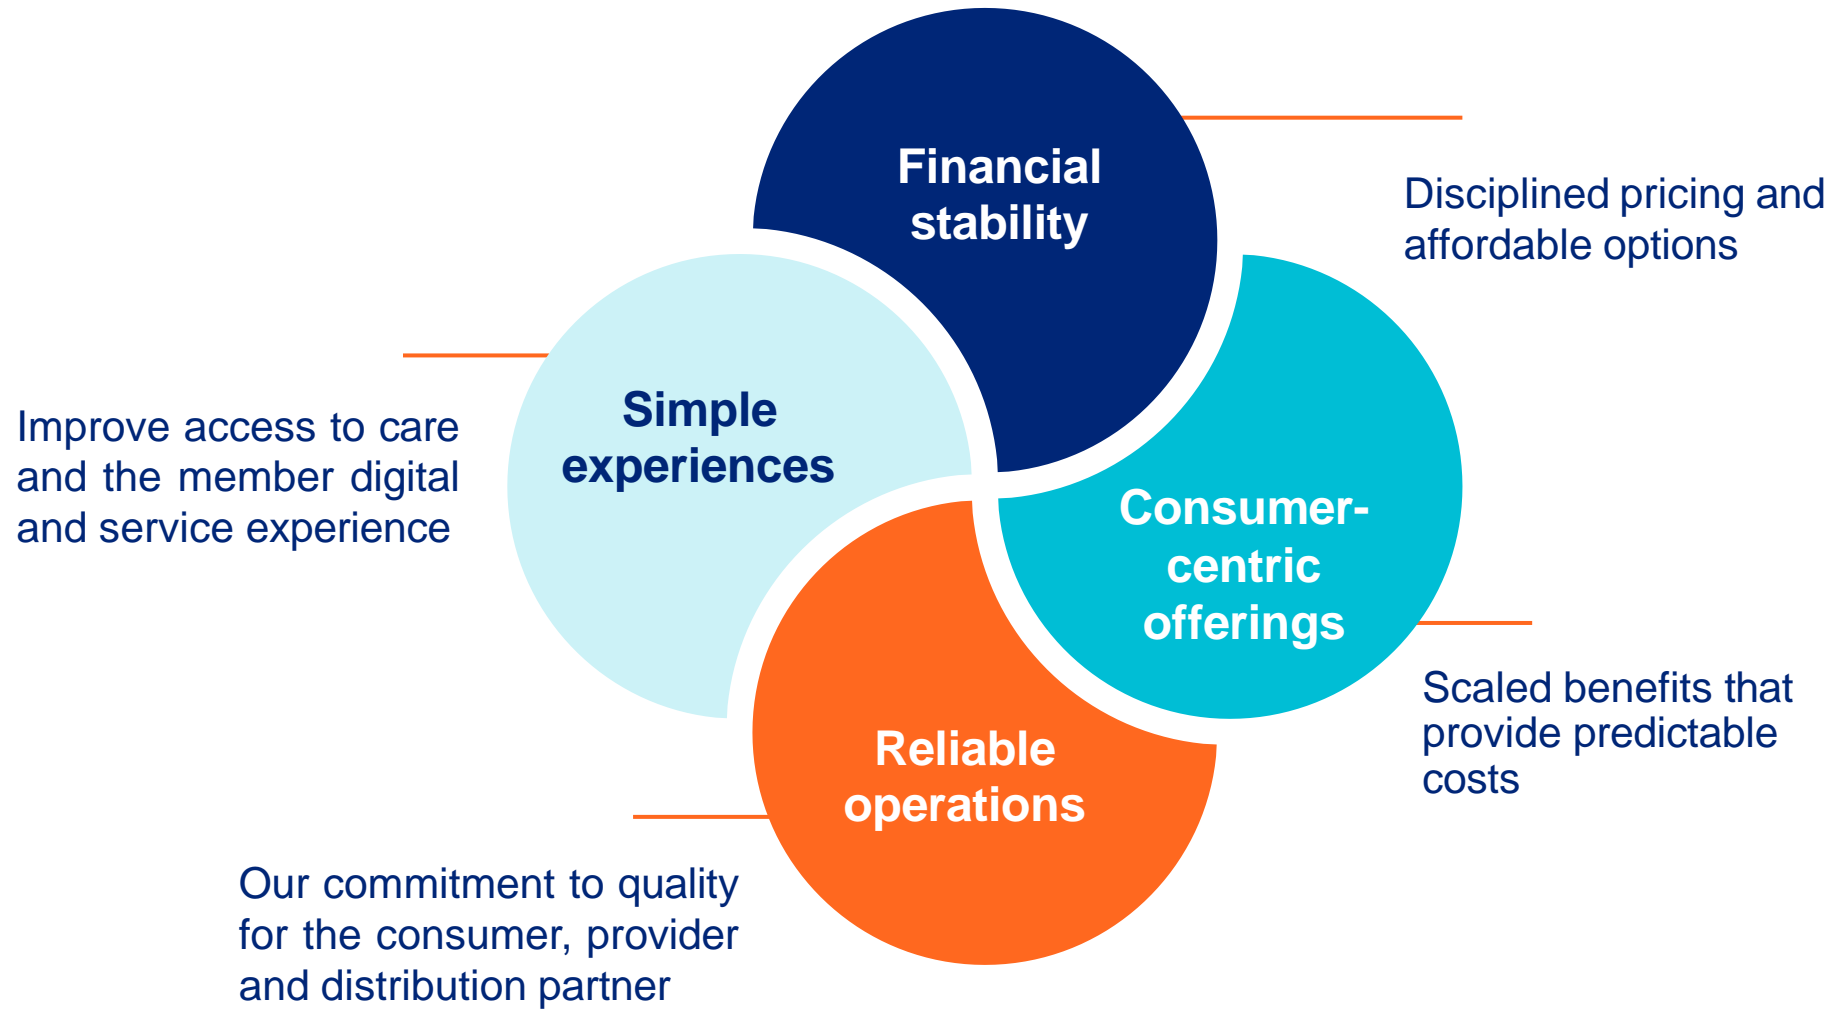 Financial
stability
Disciplined pricing and
affordable options
Simple
experiences
Improve access to care
and the member digital
and service experience
Consumer-
centric
offerings
Scaled benefits that
provide predictable
costs
Reliable
operations
Our commitment to quality
for the consumer, provider
and distribution partner